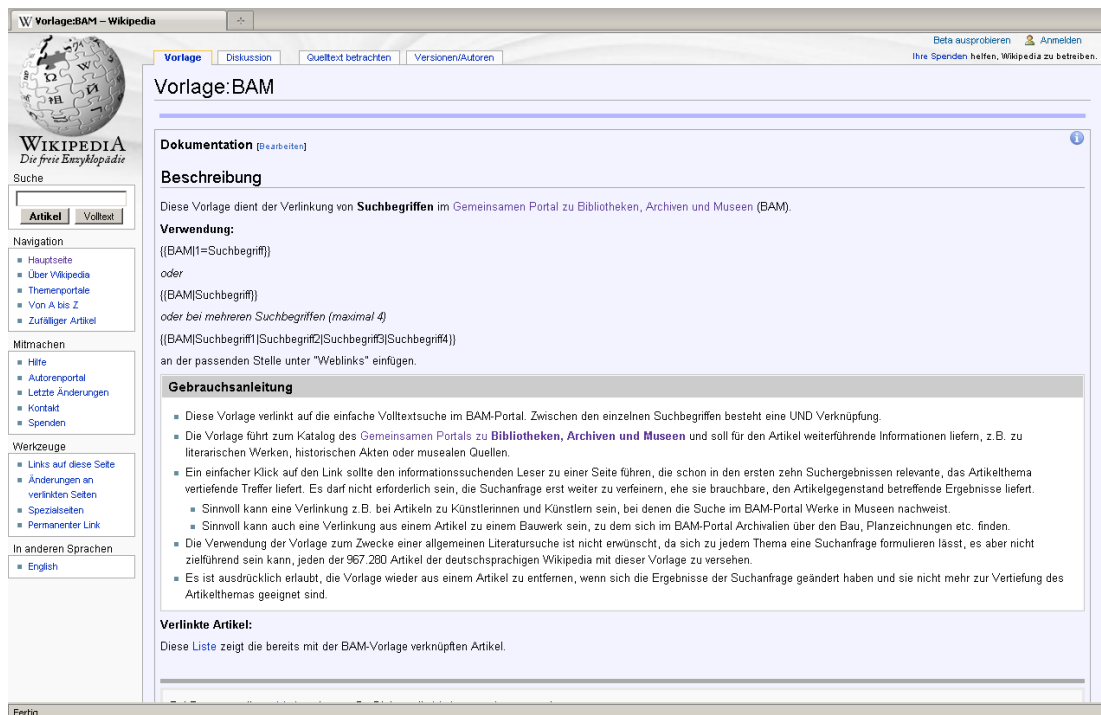 Vorlage:BAM – Wikipedia
Beta ausprobieren Anmelden
Ihre Spenden helfen, Wikipedia zu betreiben.
Vorlage Diskussion Quelltext betrachten Versionen/Autoren
Vorlage:BAM
WIKIPEDIA
Die freie Enzyklopädie
Suche
Artikel Volltext
Navigation
Hauptseite
Über Wikipedia
Themenportale
Von A bis Z
Zufälliger Artikel
Mitmachen
Hilfe
Autorenportal
Letzte Änderungen
Kontakt
Spenden
Werkzeuge
Links auf diese Seite
Änderungen an
verlinkten Seiten
Spezialseiten
Permanenter Link
In anderen Sprachen
English
Dokumentation [Bearbeiten]
Beschreibung
Diese Vorlage dient der Verlinkung von Suchbegriffen im Gemeinsamen Portal zu Bibliotheken, Archiven und Museen (BAM).
Verwendung:
{{BAM|1=Suchbegriff}}
oder
{{BAM|Suchbegriff}}
oder bei mehreren Suchbegriffen (maximal 4)
{{BAM|Suchbegriff1|Suchbegriff2|Suchbegriff3|Suchbegriff4}}
an der passenden Stelle unter "Weblinks" einfügen.
Gebrauchsanleitung
Diese Vorlage verlinkt auf die einfache Volltextsuche im BAM-Portal. Zwischen den einzelnen Suchbegriffen besteht eine UND Verknüpfung.
Die Vorlage führt zum Katalog des Gemeinsamen Portals zu Bibliotheken, Archiven und Museen und soll für den Artikel weiterführende Informationen liefern, z.B. zu
literarischen Werken, historischen Akten oder musealen Quellen.
Ein einfacher Klick auf den Link sollte den informationssuchenden Leser zu einer Seite führen, die schon in den ersten zehn Suchergebnissen relevante, das Artikelthema
vertiefende Treffer liefert. Es darf nicht erforderlich sein, die Suchanfrage erst weiter zu verfeinern, ehe sie brauchbare, den Artikelgegenstand betreffende Ergebnisse liefert.
Sinnvoll kann eine Verlinkung z.B. bei Artikeln zu Künstlerinnen und Künstlern sein, bei denen die Suche im BAM-Portal Werke in Museen nachweist.
Sinnvoll kann auch eine Verlinkung aus einem Artikel zu einem Bauwerk sein, zu dem sich im BAM-Portal Archivalien über den Bau, Planzeichnungen etc. finden.
Die Verwendung der Vorlage zum Zwecke einer allgemeinen Literatursuche ist nicht erwünscht, da sich zu jedem Thema eine Suchanfrage formulieren lässt, es aber nicht
zielführend sein kann, jeden der 967.280 Artikel der deutschsprachigen Wikipedia mit dieser Vorlage zu versehen.
Es ist ausdrücklich erlaubt, die Vorlage wieder aus einem Artikel zu entfernen, wenn sich die Ergebnisse der Suchanfrage geändert haben und sie nicht mehr zur Vertiefung des
Artikelthemas geeignet sind.
Verlinkte Artikel:
Diese Liste zeigt die bereits mit der BAM-Vorlage verknüpften Artikel.
Fertig